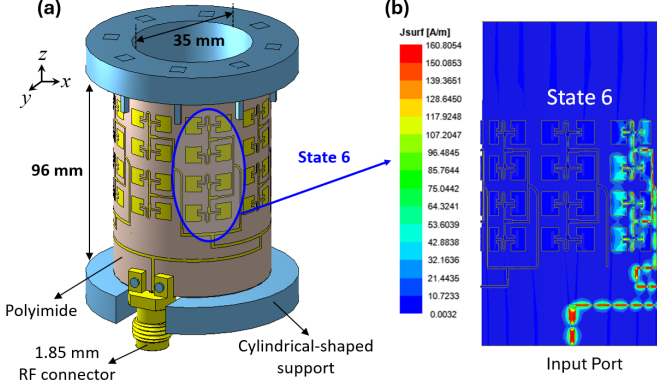 (a)
35 mm
z
x
y
96 mm
State 6
Polyimide
1.85 mm
RF connector
Cylindrical-shaped
support
(b)
Jsurf [A/m]
160.8054
150.0853
139.3651
128.6450
117.9248
107.2047
96.4845
85.7644
75.0442
64.3241
53.6039
42.8838
32.1636
21.4435
10.7233
0.0032
State 6
Input Port